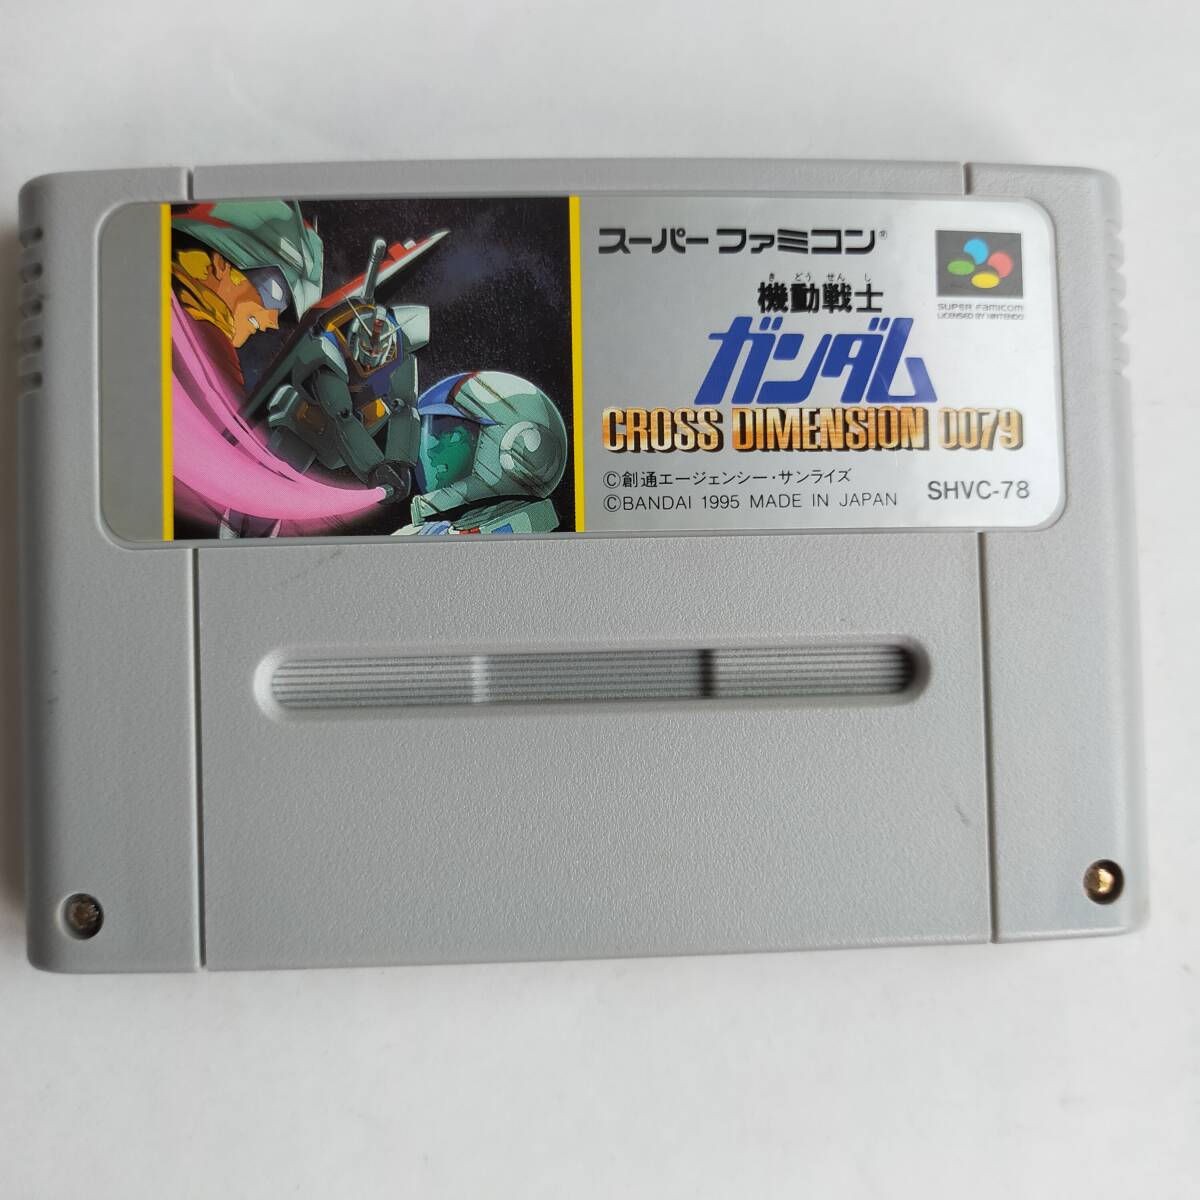 スーパーファミコン®
きどうせんし
機動戦士
ガンダム
CROSS DIMENSION 0079
©創通エージェンシー・サンライズ
©BANDAI 1995 MADE IN JAPAN
SHVC-78
SUPER FAMICOM
LICENSED BY NINTENDO